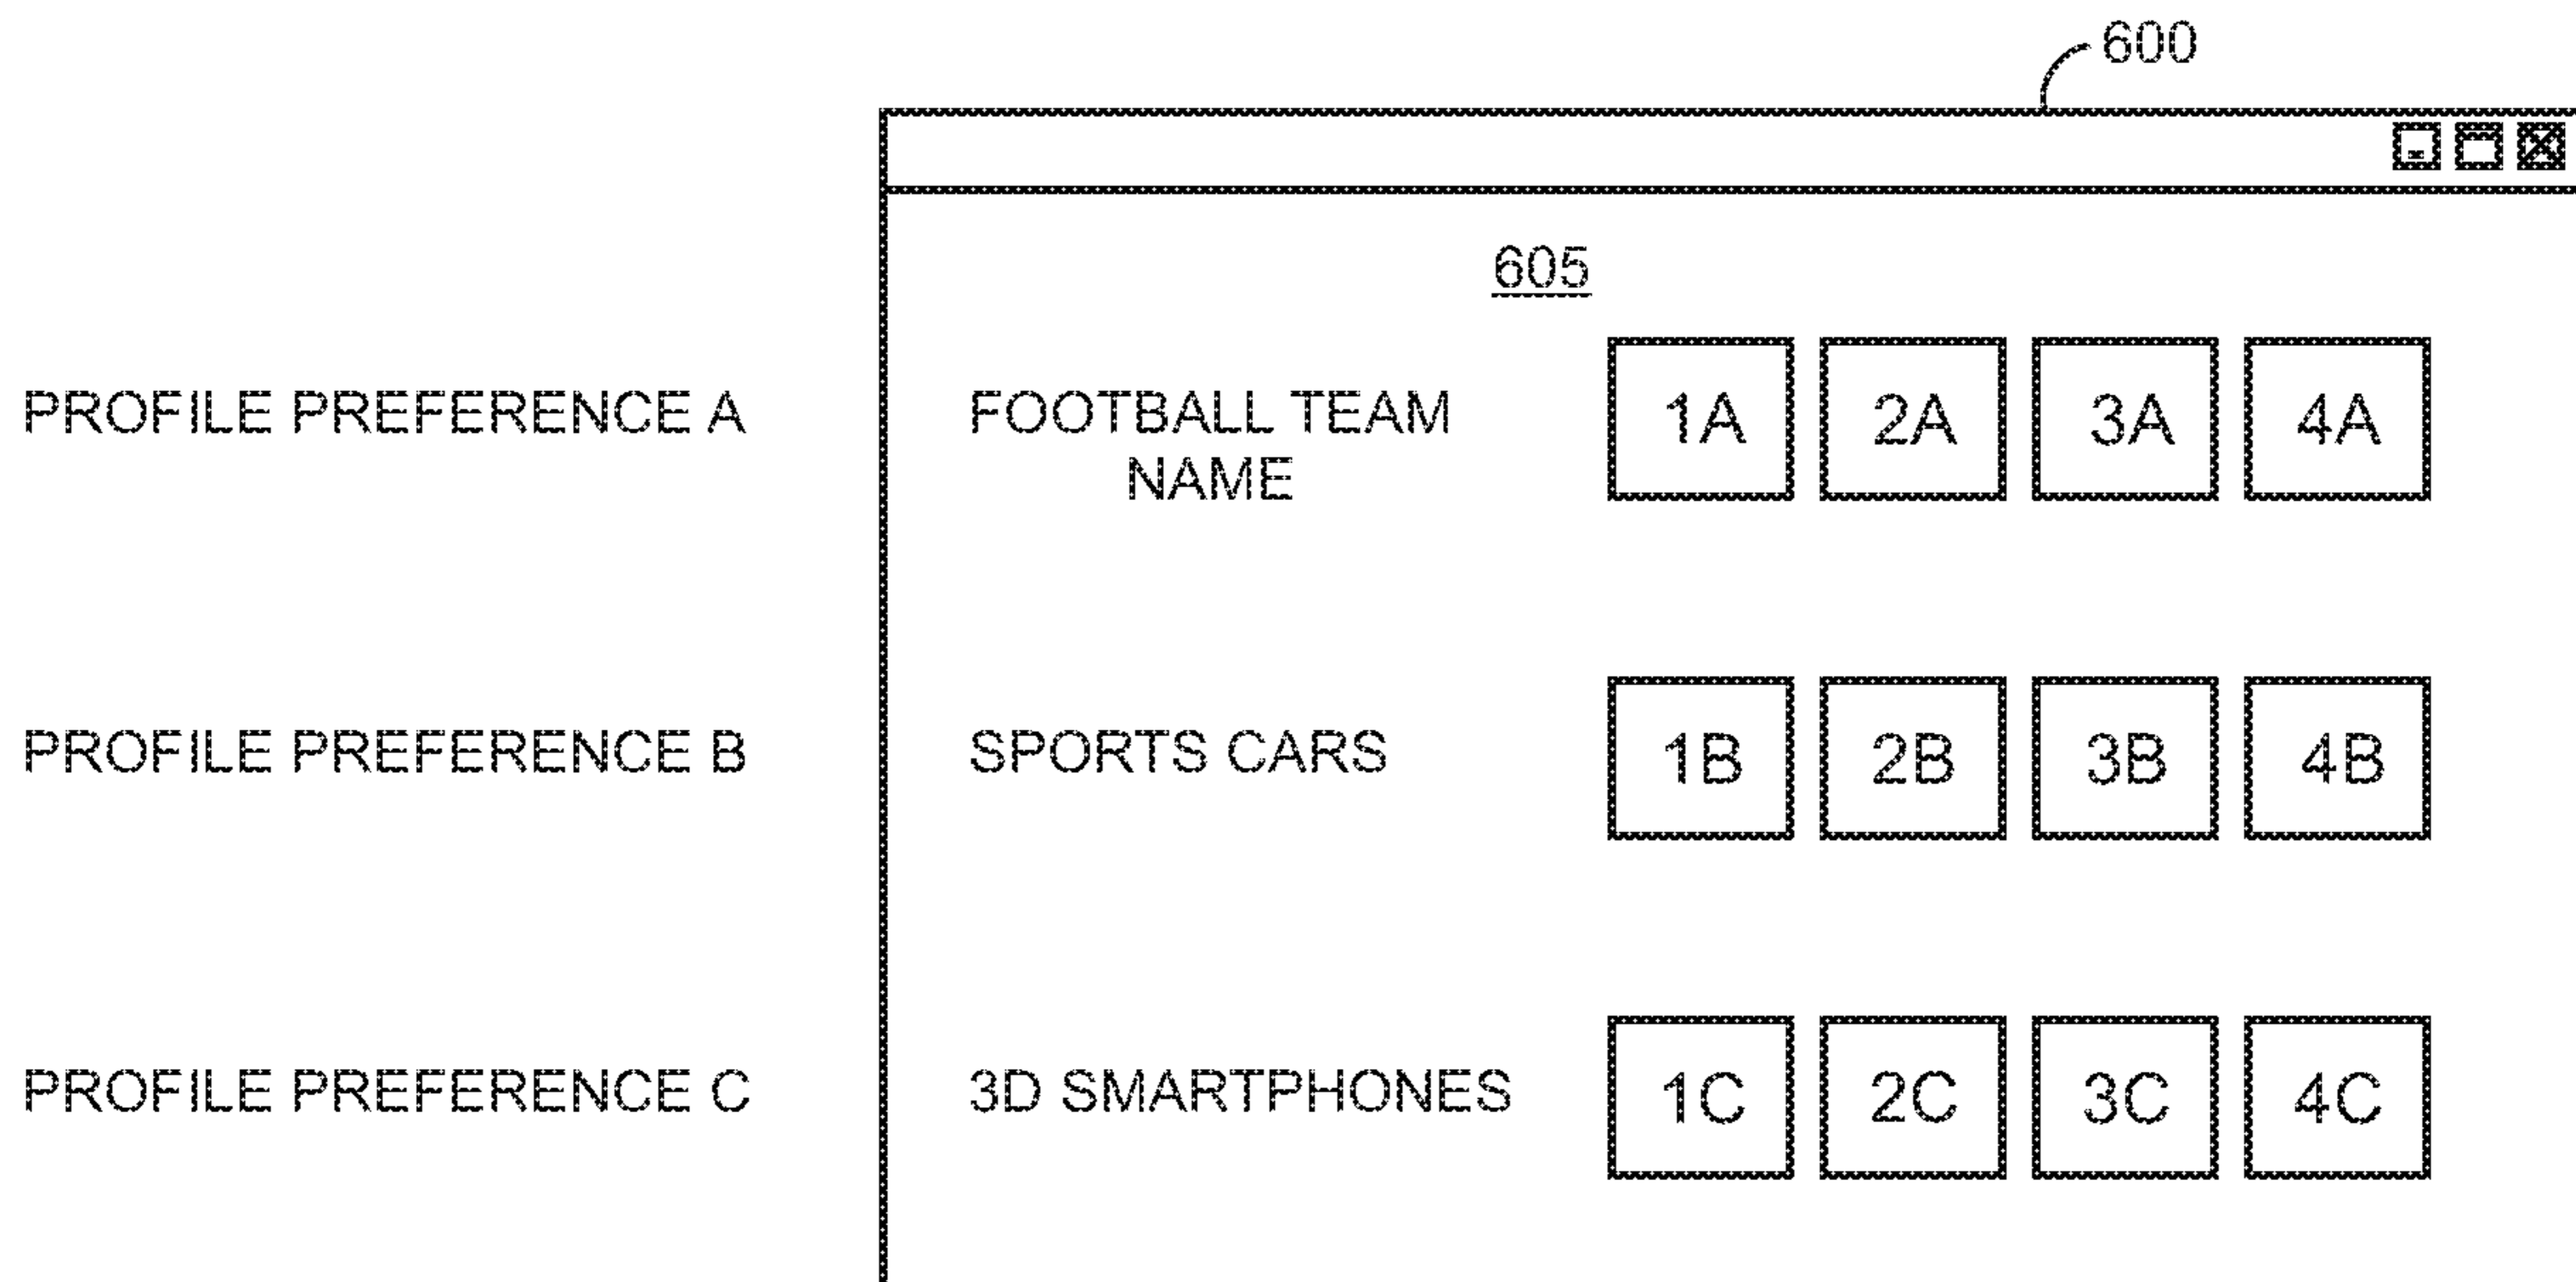 600
605
PROFILE PREFERENCE A FOOTBALL TEAM NAME 1A 2A 3A 4A
PROFILE PREFERENCE B SPORTS CARS 1B 2B 3B 4B
PROFILE PREFERENCE C 3D SMARTPHONES 1C 2C 3C 4C